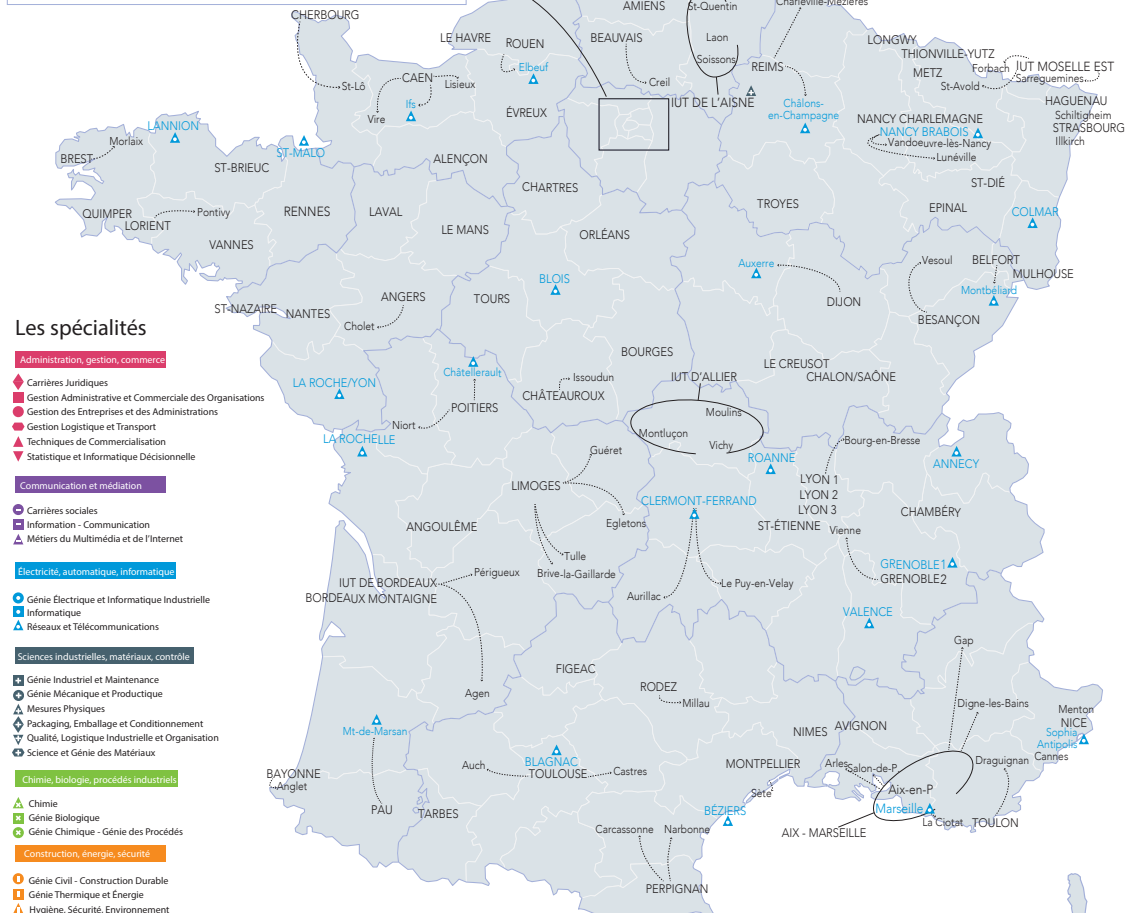 AMIENS
St-Quentin
Charleville-Mézières
CHERBOURG
LE HAVRE
ROUEN
BEAUVAIS
Laon
Soissons
REIMS
LONGWY
THIONVILLE-YUTZ
Forbach
IUT MOSELLE EST
METZ
Sarreguemines
St-Avold
Elbeuf
CAEN
Lisieux
St-Lô
Creil
IUT DE L'AISNE
Châlons-
en-Champagne
HAGUENAU
Schiltigheim
STRASBOURG
Illkirch
Ifs
Vire
ÉVREUX
NANCY CHARLEMAGNE
NANCY BRABOIS
Vandoeuvre-lès-Nancy
Lunéville
LANNION
Morlaix
BREST
ST-MALO
ST-BRIEUC
ALENÇON
CHARTRES
TROYES
ST-DIÉ
EPINAL
COLMAR
QUIMPER
LORIENT
Pontivy
RENNES
LAVAL
LE MANS
ORLÉANS
VANNES
Auxerre
Vesoul
BELFORT
MULHOUSE
Montbéliard
BLOIS
DIJON
BESANÇON
ST-NAZAIRE
NANTES
ANGERS
TOURS
Cholet
BOURGES
LE CREUSOT
CHALON/SAÔNE
IUT D'ALLIER
Châtellerault
Issoudun
CHÂTEAUROUX
LA ROCHE/YON
POITIERS
Niort
Moulins
Montluçon
Vichy
LA ROCHELLE
Guéret
ROANNE
Bourg-en-Bresse
ANNECY
LIMOGES
CLERMONT-FERRAND
LYON 1
LYON 2
LYON 3
CHAMBÉRY
ANGOULÊME
Egletons
ST-ÉTIENNE
Vienne
Tulle
Brive-la-Gaillarde
GRENOBLE1
GRENOBLE2
IUT DE BORDEAUX
Périgueux
BORDEAUX MONTAIGNE
Aurillac
Le Puy-en-Velay
VALENCE
Gap
FIGEAC
RODEZ
Millau
Agen
Digne-les-Bains
Menton
NICE
Sophia
Antipolis
Cannes
Mt-de-Marsan
NIMES
AVIGNON
Draguignan
BLAGNAC
TOULOUSE
Auch
Castres
MONTPELLIER
Arles
Salon-de-P
Aix-en-P
BAYONNE
Anglet
PAU
TARBES
Sète
BÉZIERS
Marseille
La Ciotat
TOULON
AIX - MARSEILLE
Carcassonne
Narbonne
PERPIGNAN
Les spécialités
Administration, gestion, commerce
Carrières Juridiques
Gestion Administrative et Commerciale des Organisations
Gestion des Entreprises et des Administrations
Gestion Logistique et Transport
Techniques de Commercialisation
Statistique et Informatique Décisionnelle
Communication et médiation
Carrières sociales
Information - Communication
Métiers du Multimédia et de l'Internet
Électricité, automatique, informatique
Génie Électrique et Informatique Industrielle
Informatique
Réseaux et Télécommunications
Sciences industrielles, matériaux, contrôle
Génie Industriel et Maintenance
Génie Mécanique et Productique
Mesures Physiques
Packaging, Emballage et Conditionnement
Qualité, Logistique Industrielle et Organisation
Science et Génie des Matériaux
Chimie, biologie, procédés industriels
Chimie
Génie Biologique
Génie Chimique - Génie des Procédés
Construction, énergie, sécurité
Génie Civil - Construction Durable
Génie Thermique et Énergie
Hygiène, Sécurité, Environnement